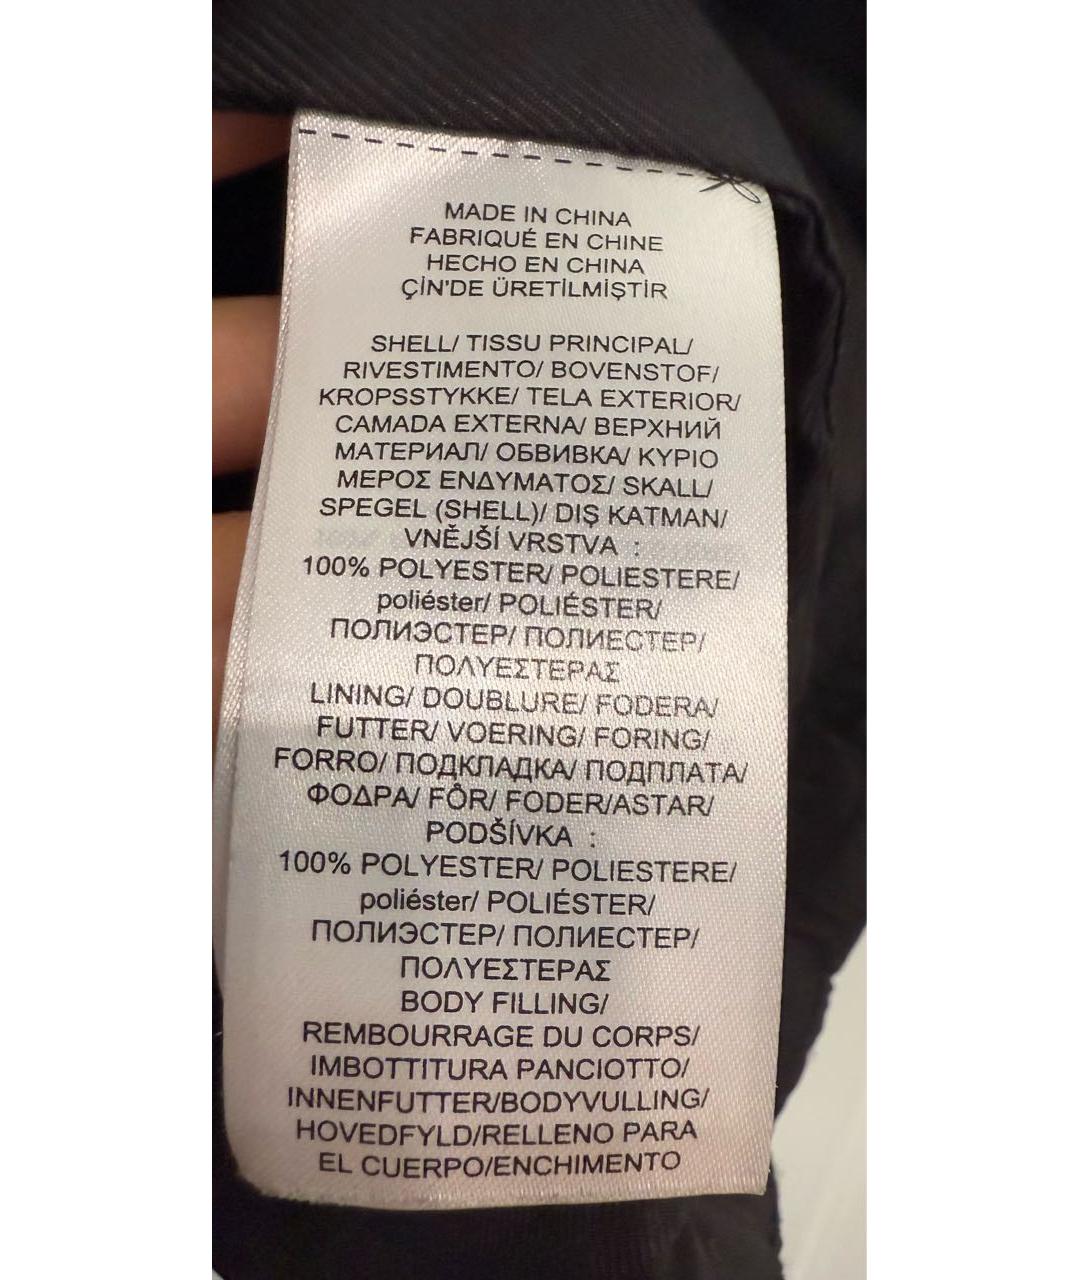 MADE IN CHINA
FABRIQUÉ EN CHINE
HECHO EN CHINA
ÇİN'DE ÜRETİLMİŞTİR
SHELL/ TISSU PRINCIPAL/
RIVESTIMENTO/ BOVENSTOF/
KROPSSTYKKE/ TELA EXTERIOR/
CAMADA EXTERNA/ ВЕРХНИЙ
МАТЕРИАЛ/ ОБВИВКА/ ΚΥΡΙΟ
ΜΕΡΟΣ ΕΝΔΥΜΑΤΟΣ/ SKALL/
SPEGEL (SHELL)/ DIŞ KATMAN/
VNĚJŠÍ VRSTVA :
100% POLYESTER/ POLIESTERE/
poliéster/ POLIÉSTER/
ПОЛИЭСТЕР/ ПОЛИЕСТЕР/
ΠΟΛΥΕΣΤΕΡΑΣ
LINING/ DOUBLURE/ FODERA/
FUTTER/ VOERING/ FORING/
FORRO/ ПОДКЛАДКА/ ПОДПЛАТА/
ΦΟΔΡΑ/ FÔR/ FODER/ASTAR/
PODŠÍVKA :
100% POLYESTER/ POLIESTERE/
poliéster/ POLIÉSTER/
ПОЛИЭСТЕР/ ПОЛИЕСТЕР/
ΠΟΛΥΕΣΤΕΡΑΣ
BODY FILLING/
REMBOURRAGE DU CORPS/
IMBOTTITURA PANCIOTTO/
INNENFUTTER/BODYVULLING/
HOVEDFYLD/RELLENO PARA
EL CUERPO/ENCHIMENTO